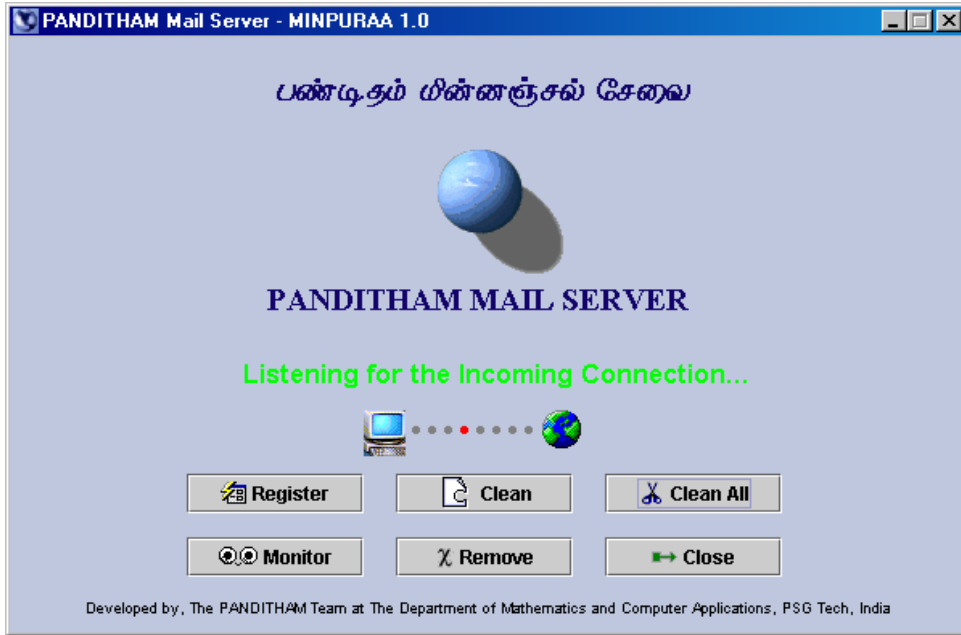 PANDITHAM Mail Server - MINPURAA 1.0
பண்டிதம் மின்னஞ்சல் சேவை
PANDITHAM MAIL SERVER
Listening for the Incoming Connection...
Register Clean Clean All
Monitor Remove Close
Developed by, The PANDITHAM Team at The Department of Mathematics and Computer Applications, PSG Tech, India